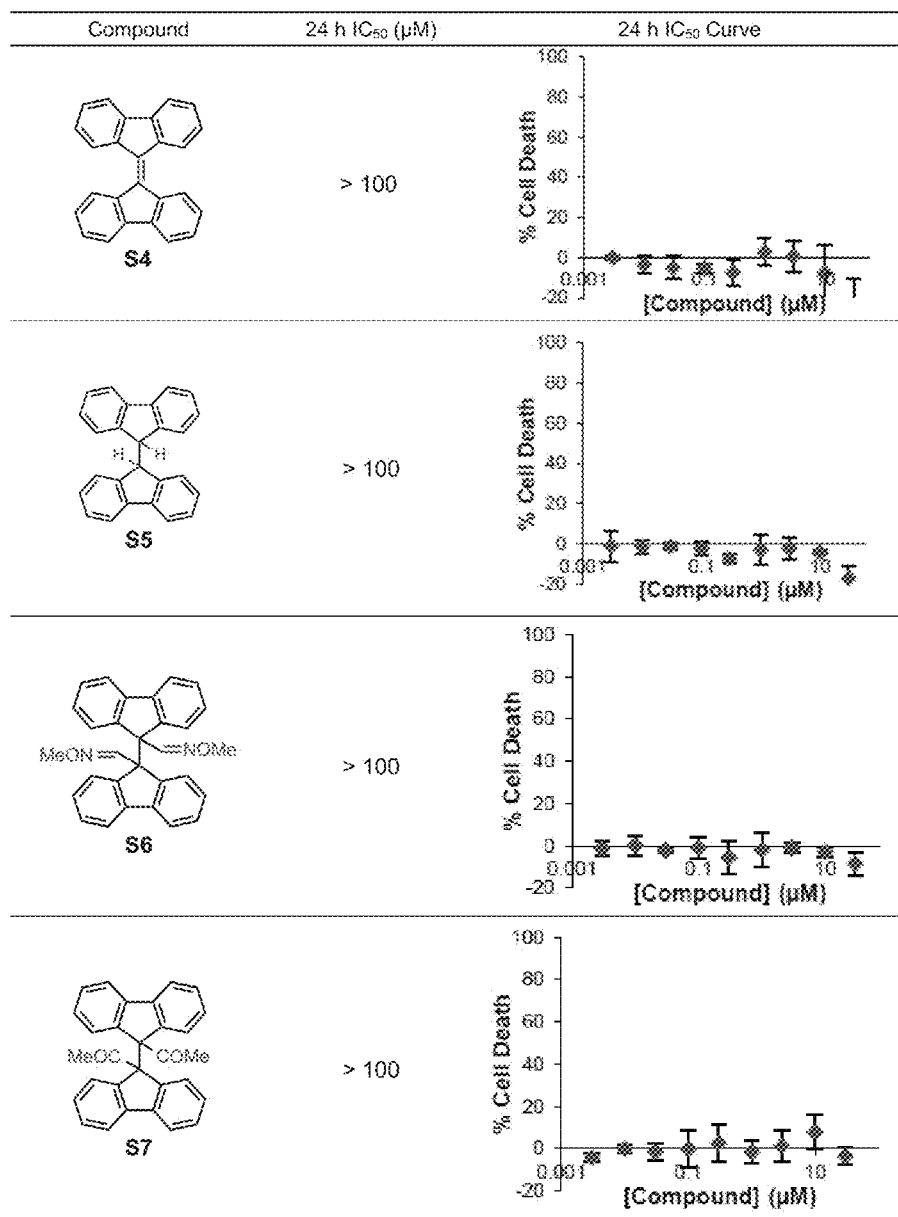 Compound 24 h IC₅₀ (µM) 24 h IC₅₀ Curve
S4
> 100
% Cell Death
100
80
60
40
20
0
-20
0.001 0.1 10
[Compound] (µM)
H H
S5
> 100
% Cell Death
100
80
60
40
20
0
-20
0.001 0.1 10
[Compound] (µM)
MeON NOMe
S6
> 100
% Cell Death
100
80
60
40
20
0
-20
0.001 0.1 10
[Compound] (µM)
MeOC COMe
S7
> 100
% Cell Death
100
80
60
40
20
0
-20
0.001 0.1 10
[Compound] (µM)